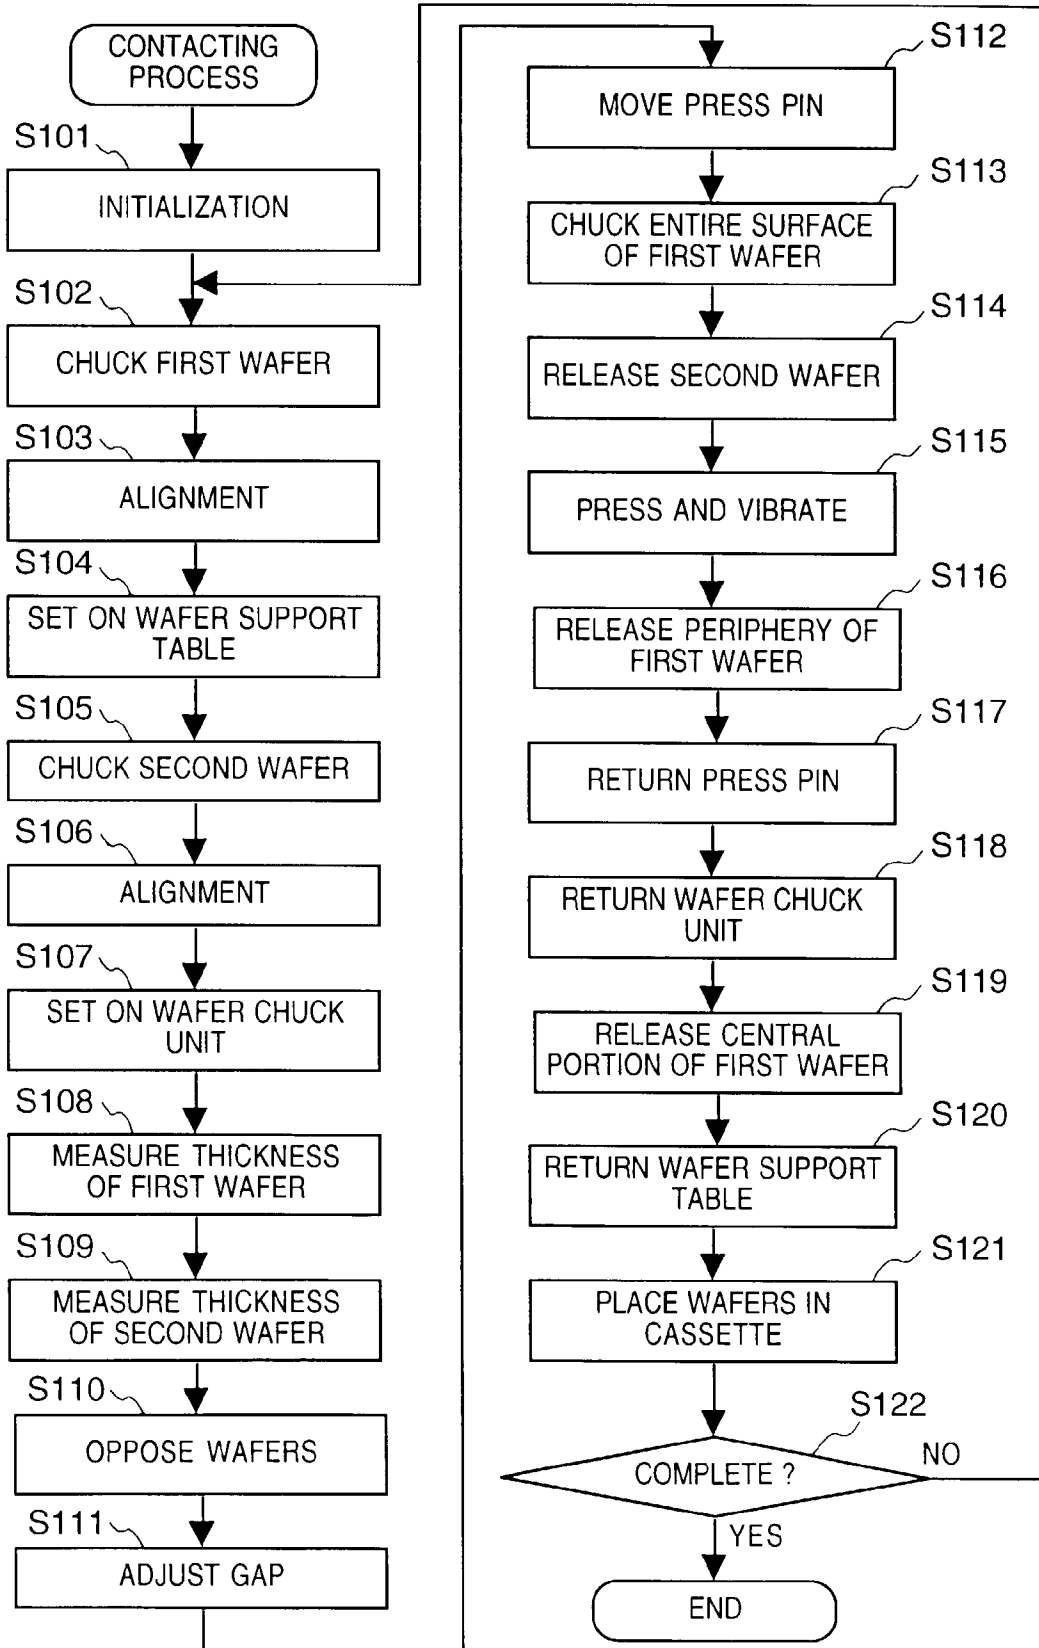 CONTACTING
PROCESS
S101
INITIALIZATION
S102
CHUCK FIRST WAFER
S103
ALIGNMENT
S104
SET ON WAFER SUPPORT
TABLE
S105
CHUCK SECOND WAFER
S106
ALIGNMENT
S107
SET ON WAFER CHUCK
UNIT
S108
MEASURE THICKNESS
OF FIRST WAFER
S109
MEASURE THICKNESS
OF SECOND WAFER
S110
OPPOSE WAFERS
S111
ADJUST GAP
S112
MOVE PRESS PIN
S113
CHUCK ENTIRE SURFACE
OF FIRST WAFER
S114
RELEASE SECOND WAFER
S115
PRESS AND VIBRATE
S116
RELEASE PERIPHERY OF
FIRST WAFER
S117
RETURN PRESS PIN
S118
RETURN WAFER CHUCK
UNIT
S119
RELEASE CENTRAL
PORTION OF FIRST WAFER
S120
RETURN WAFER SUPPORT
TABLE
S121
PLACE WAFERS IN
CASSETTE
S122
COMPLETE ?
NO
YES
END